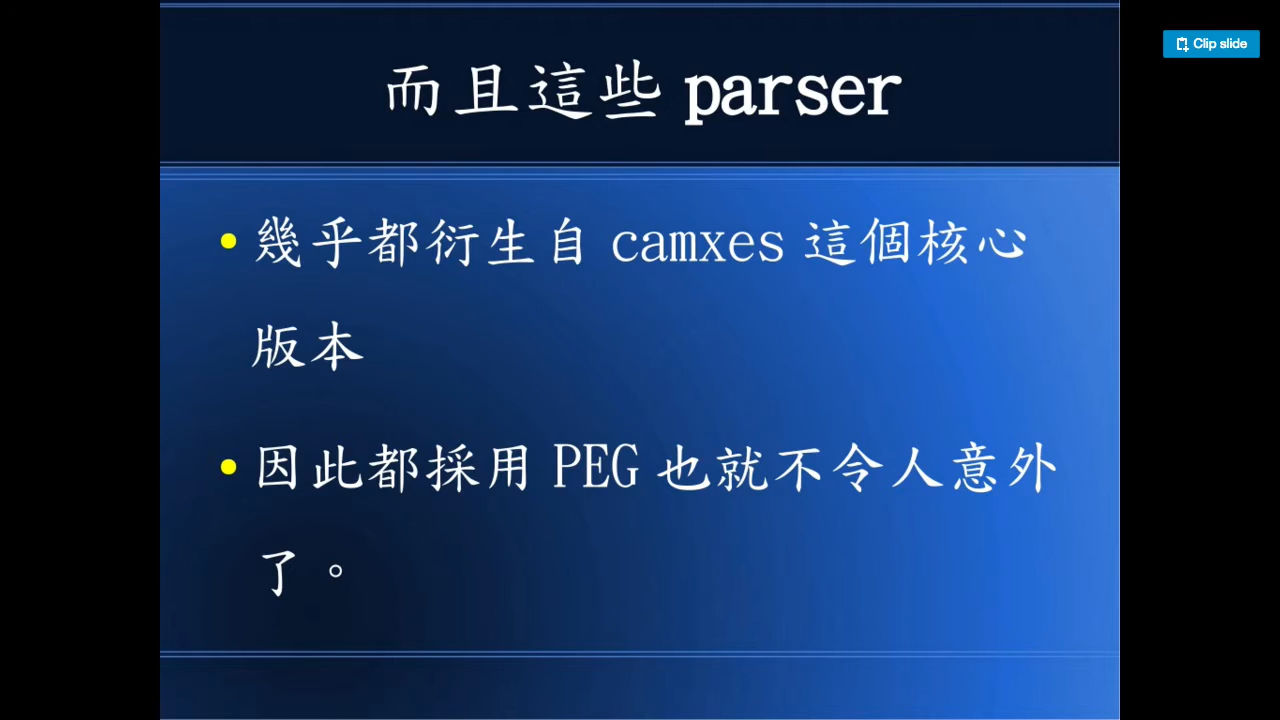 Clip slide
而且這些 parser
幾乎都衍生自 camxes 這個核心
版本
因此都採用 PEG 也就不令人意外
了。